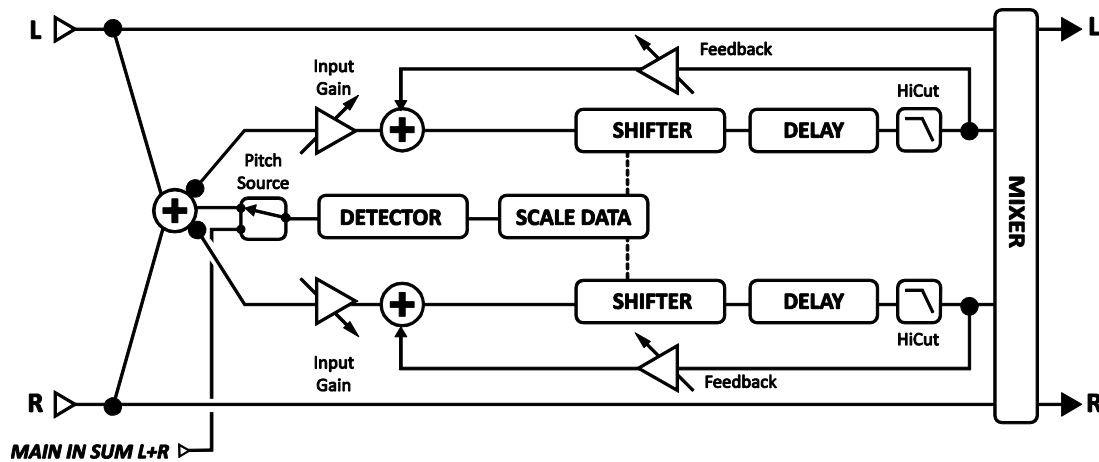 L
L
Feedback
Input
Gain
HiCut
+
SHIFTER
DELAY
Pitch
Source
+
DETECTOR
SCALE DATA
MIXER
+
SHIFTER
DELAY
HiCut
Input
Gain
Feedback
R
R
MAIN IN SUM L+R